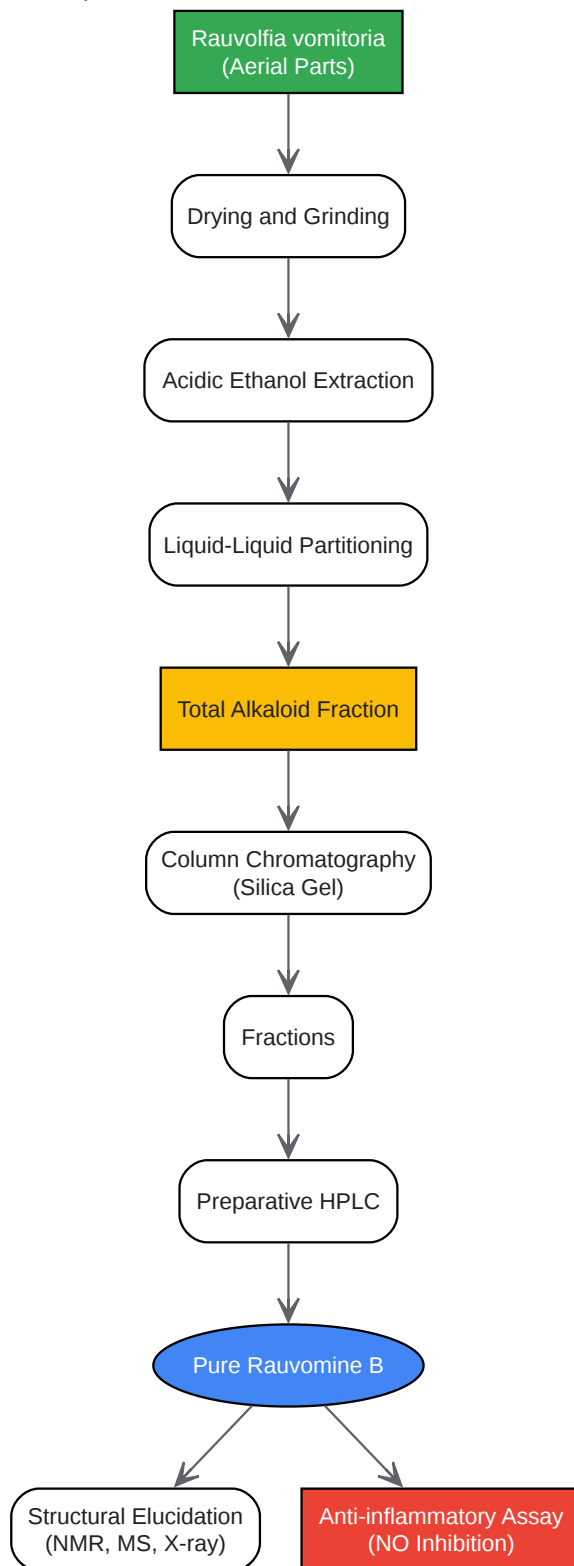 Rauvolfia vomitoria
(Aerial Parts)
Drying and Grinding
Acidic Ethanol Extraction
Liquid-Liquid Partitioning
Total Alkaloid Fraction
Column Chromatography
(Silica Gel)
Fractions
Preparative HPLC
Pure Rauvomine B
Structural Elucidation
(NMR, MS, X-ray)
Anti-inflammatory Assay
(NO Inhibition)